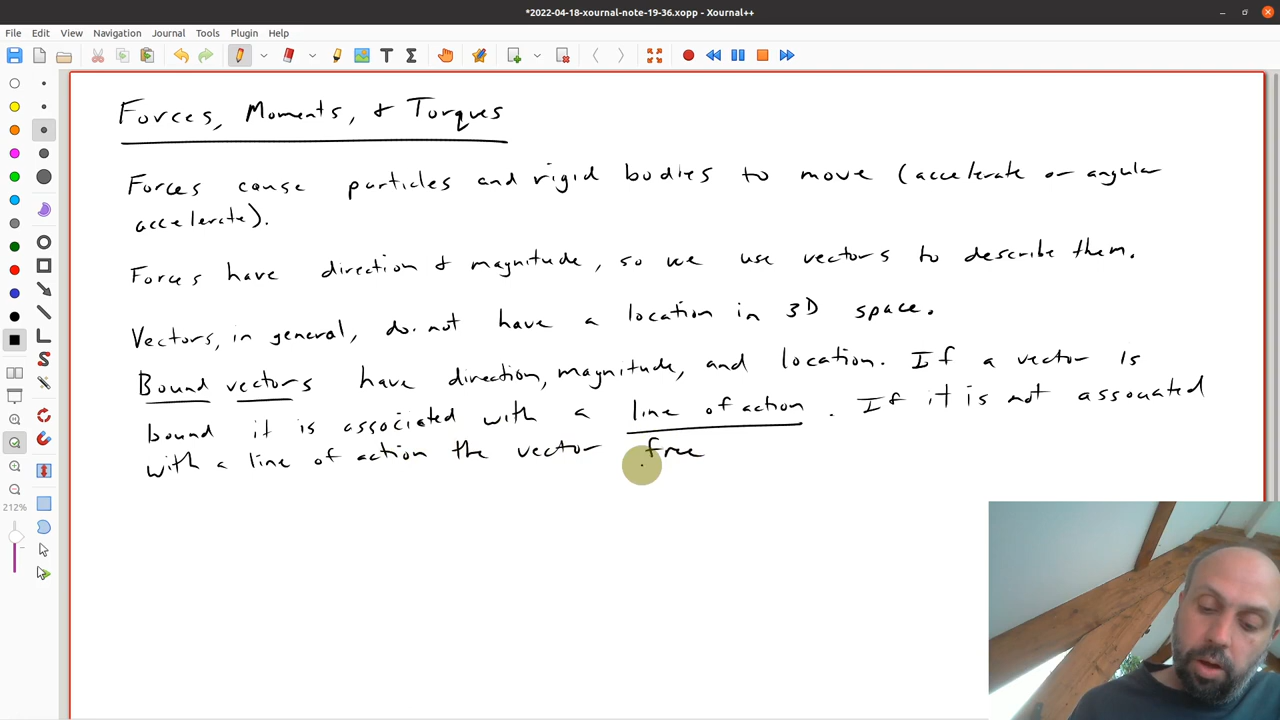 *2022-04-18-xournal-note-19-36.xopp - Xournal++
File Edit View Navigation Journal Tools Plugin Help
Forces, Moments, & Torques
Forces cause particles and rigid bodies to move (accelerate or angular
accelerate).
Forces have direction & magnitude, so we use vectors to describe them.
Vectors, in general, do not have a location in 3D space.
Bound vectors have direction, magnitude, and location. If a vector is
bound it is associated with a line of action. If it is not associated
with a line of action the vector free
212%